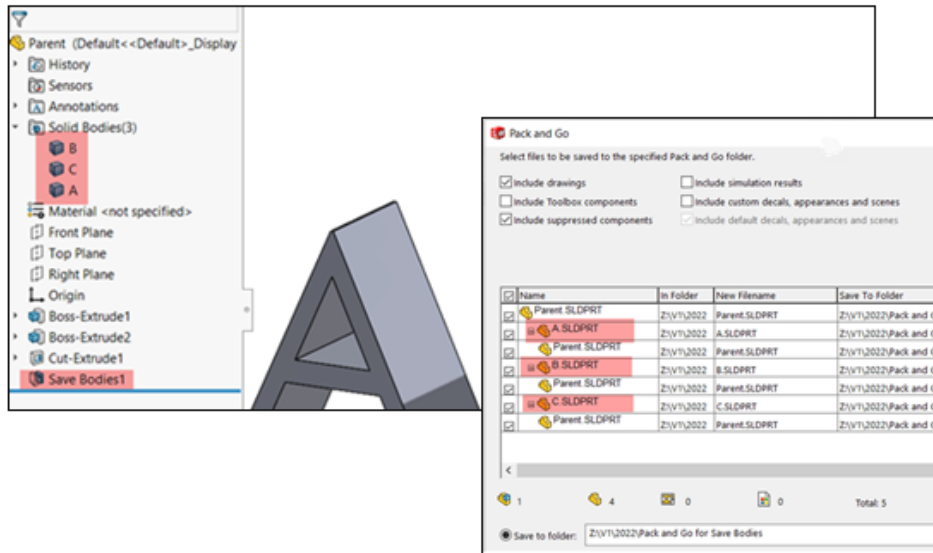 Parent (Default<<Default>_Display
History
Sensors
Annotations
Solid Bodies(3)
B
C
A
Material <not specified>
Front Plane
Top Plane
Right Plane
Origin
Boss-Extrude1
Boss-Extrude2
Cut-Extrude1
Save Bodies1
Pack and Go
Select files to be saved to the specified Pack and Go folder.
Include drawings Include simulation results
Include Toolbox components Include custom decals, appearances and scenes
Include suppressed components Include default decals, appearances and scenes
Name In Folder New Filename Save To Folder
Parent.SLDPRT Z:\V1\2022 Parent.SLDPRT Z:\V1\2022\Pack and
A.SLDPRT Z:\V1\2022 A.SLDPRT Z:\V1\2022\Pack and
Parent.SLDPRT Z:\V1\2022 Parent.SLDPRT Z:\V1\2022\Pack and
B.SLDPRT Z:\V1\2022 B.SLDPRT Z:\V1\2022\Pack and
Parent.SLDPRT Z:\V1\2022 Parent.SLDPRT Z:\V1\2022\Pack and
C.SLDPRT Z:\V1\2022 C.SLDPRT Z:\V1\2022\Pack and
Parent.SLDPRT Z:\V1\2022 Parent.SLDPRT Z:\V1\2022\Pack and
1 4 0 0 Total: 5
Save to folder: Z:\V1\2022\Pack and Go for Save Bodies